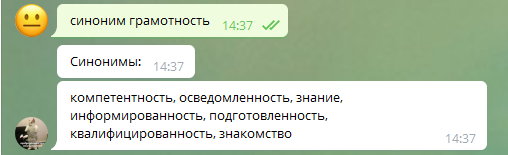 синоним грамотность
14:37
Синонимы:
14:37
компетентность, осведомленность, знание,
информированность, подготовленность,
квалифицированность, знакомство
14:37